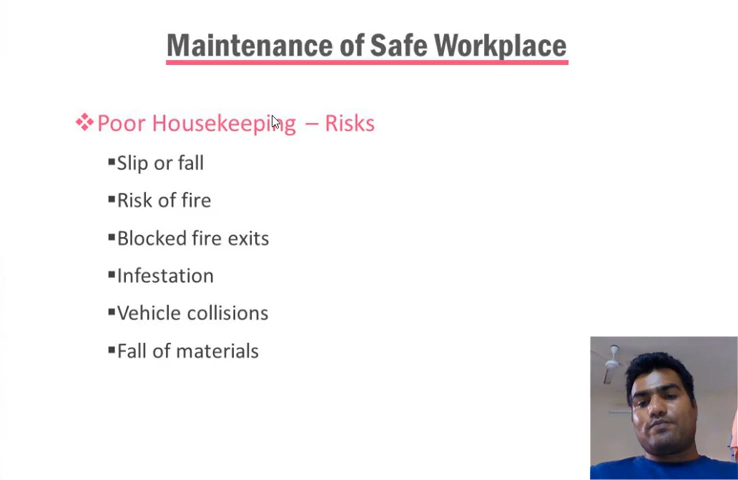 Maintenance of Safe Workplace
❖Poor Housekeeping – Risks
▪Slip or fall
▪Risk of fire
▪Blocked fire exits
▪Infestation
▪Vehicle collisions
▪Fall of materials